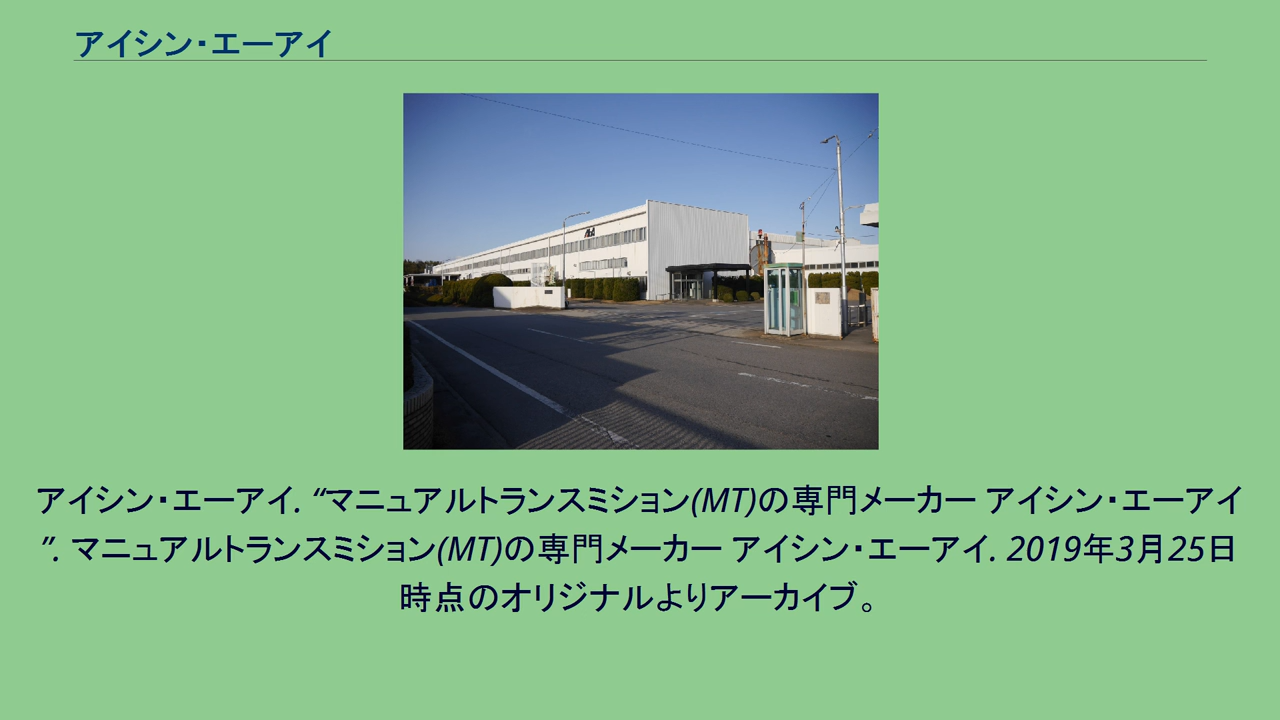 アイシン・エーアイ
アイシン・エーアイ. “マニュアルトランスミション(MT)の専門メーカー アイシン・エーアイ
”. マニュアルトランスミション(MT)の専門メーカー アイシン・エーアイ. 2019年3月25日
時点のオリジナルよりアーカイブ。